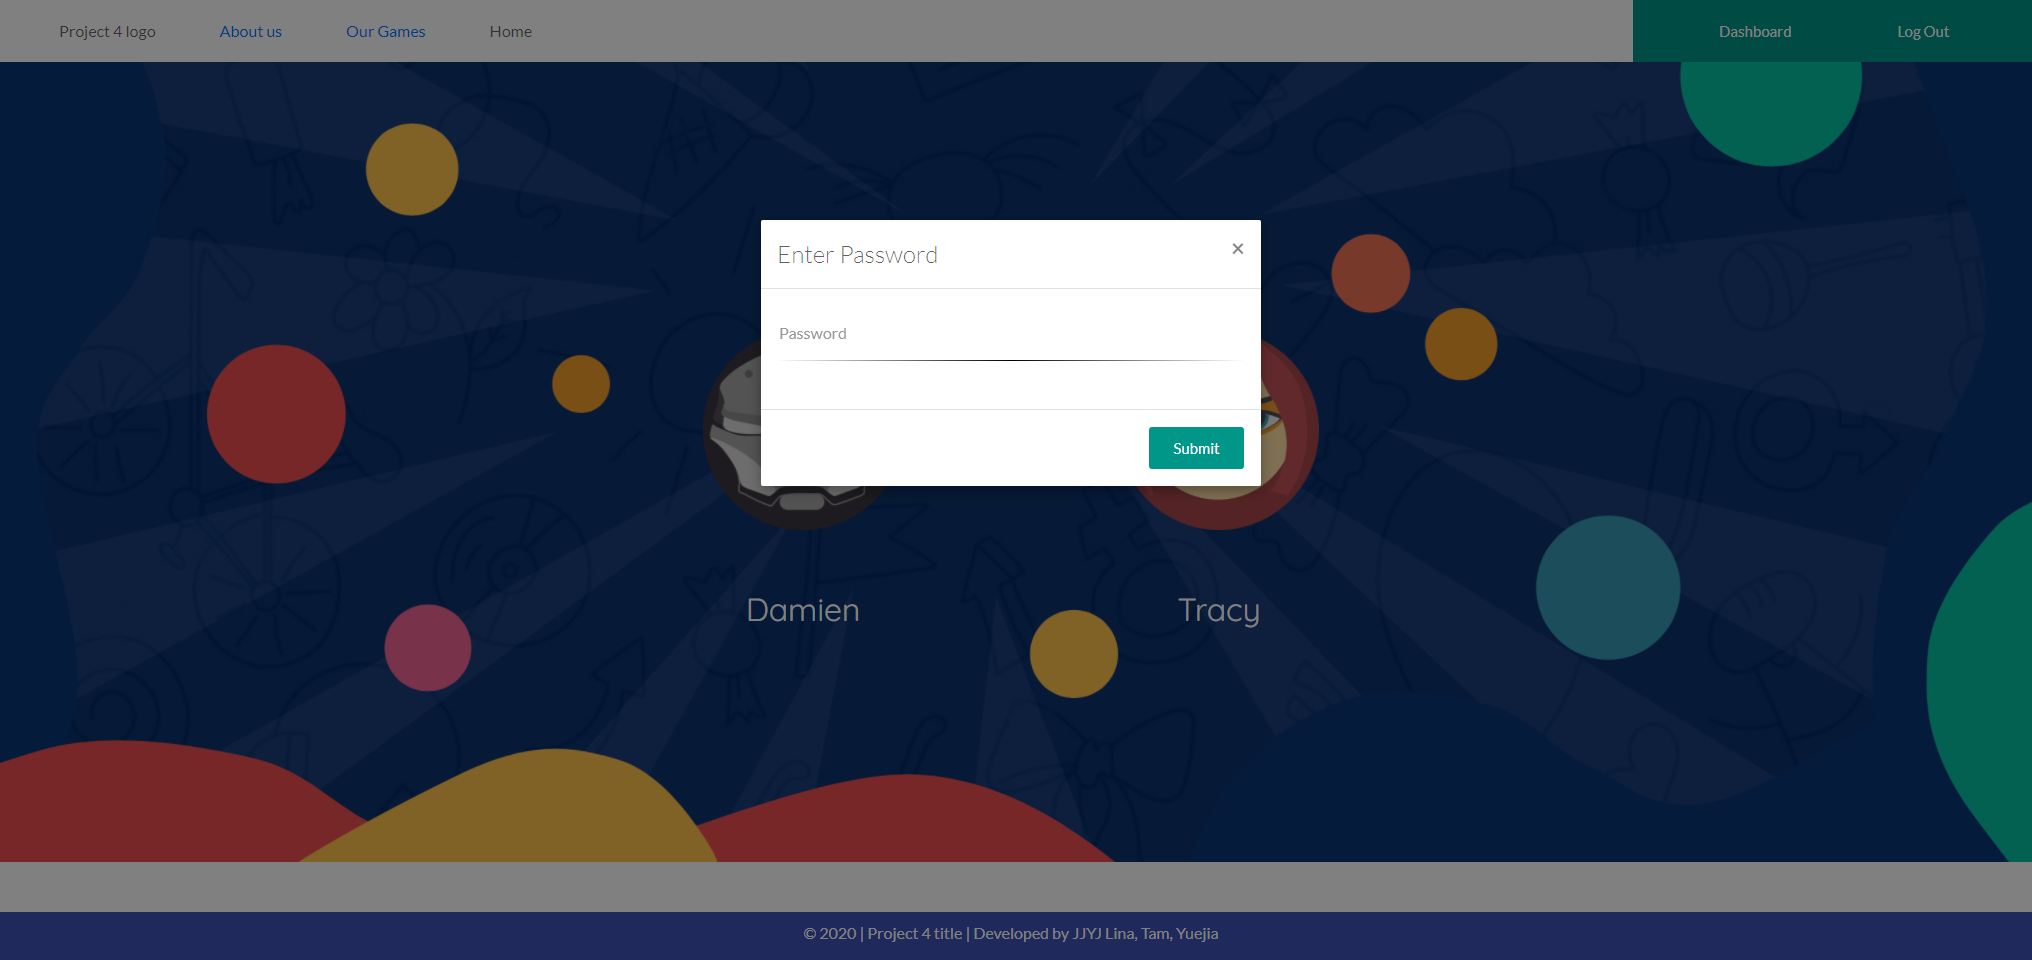 Project 4 logo
About us
Our Games
Home
Dashboard
Log Out
Enter Password
×
Password
Submit
Damien
Tracy
© 2020 | Project 4 title | Developed by JJYJ Lina, Tam, Yuejia